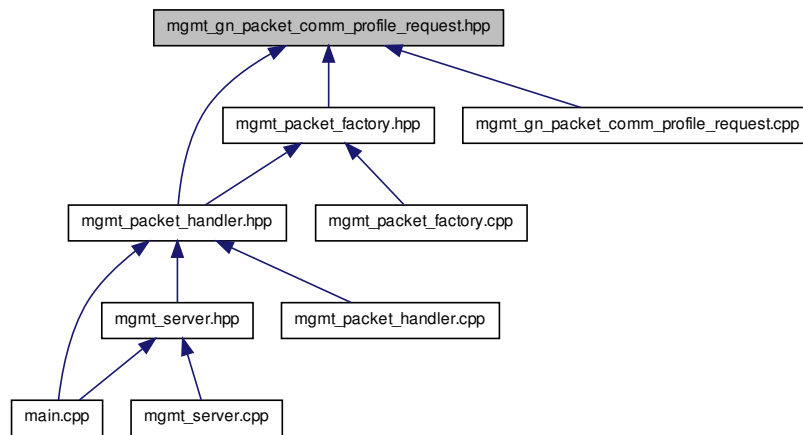 mgmt_gn_packet_comm_profile_request.hpp
mgmt_packet_factory.hpp
mgmt_gn_packet_comm_profile_request.cpp
mgmt_packet_handler.hpp
mgmt_packet_factory.cpp
mgmt_server.hpp
mgmt_packet_handler.cpp
main.cpp
mgmt_server.cpp